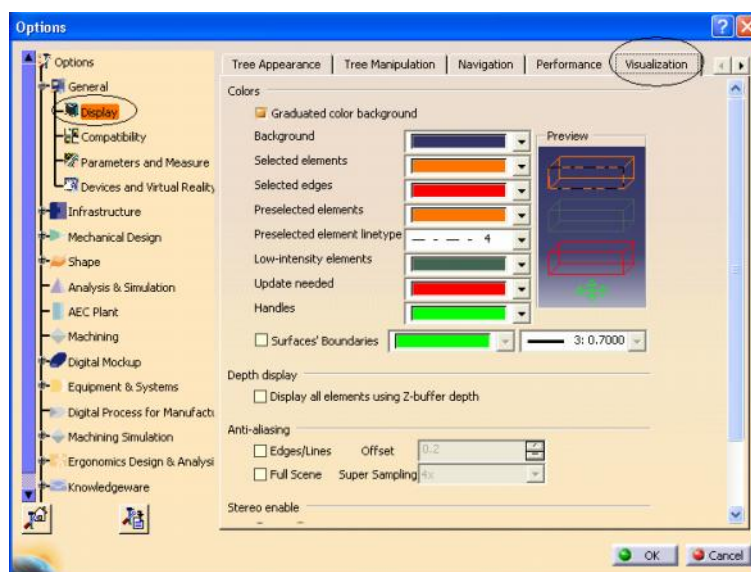 Options
Options
General
Display
Compatibility
Parameters and Measure
Devices and Virtual Reality
Infrastructure
Mechanical Design
Shape
Analysis & Simulation
AEC Plant
Machining
Digital Mockup
Equipment & Systems
Digital Process for Manufactu
Machining Simulation
Ergonomics Design & Analysi
Knowledgeware
Tree Appearance Tree Manipulation Navigation Performance Visualization
Colors
Graduated color background
Background
Selected elements
Selected edges
Preselected elements
Preselected element linetype 4
Low-intensity elements
Update needed
Handles
Preview
Surfaces' Boundaries 3: 0.7000
Depth display
Display all elements using Z-buffer depth
Anti-aliasing
Edges/Lines Offset 0.2
Full Scene Super Sampling 4x
Stereo enable
OK Cancel